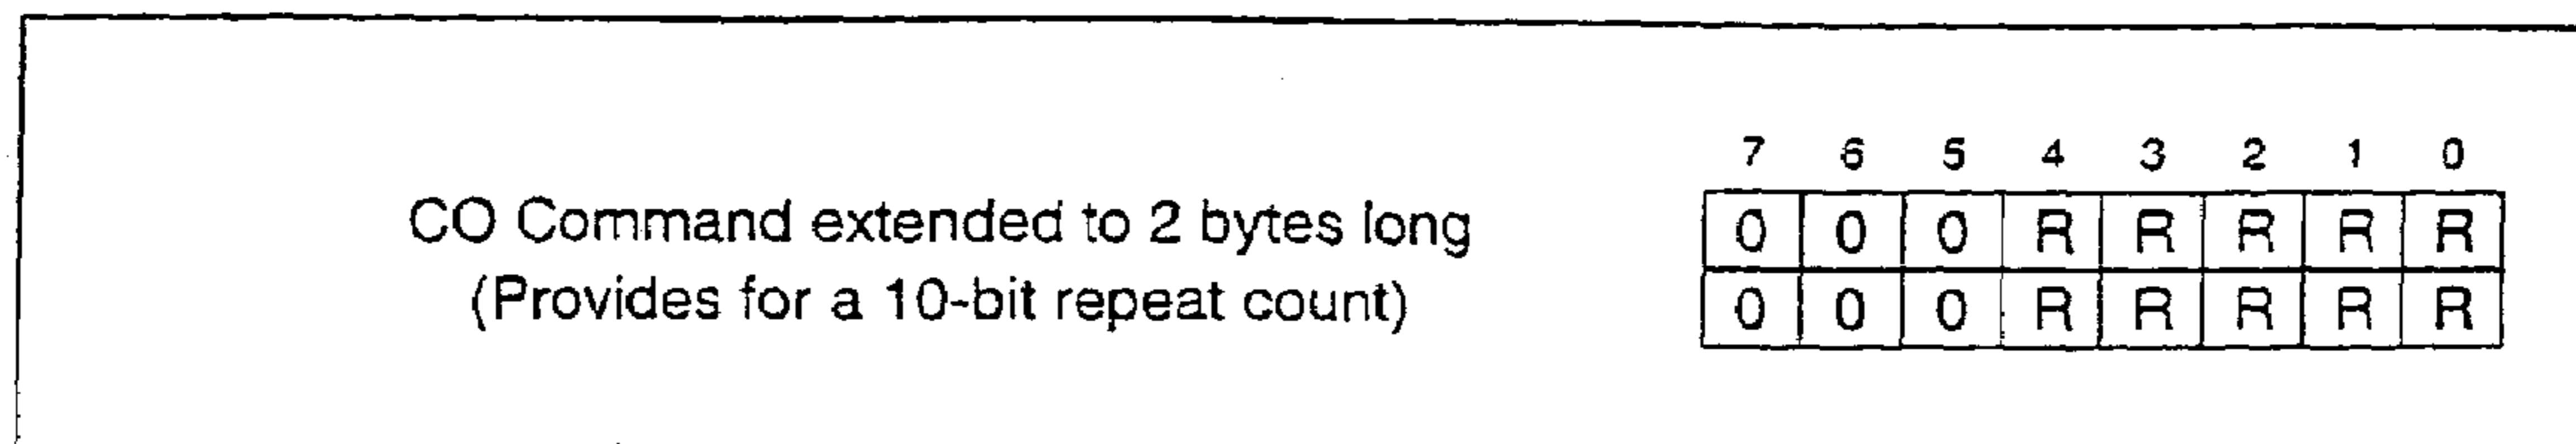 7 6 5 4 3 2 1 0
CO Command extended to 2 bytes long
0 0 0 R R R R R
(Provides for a 10-bit repeat count)
0 0 0 R R R R R